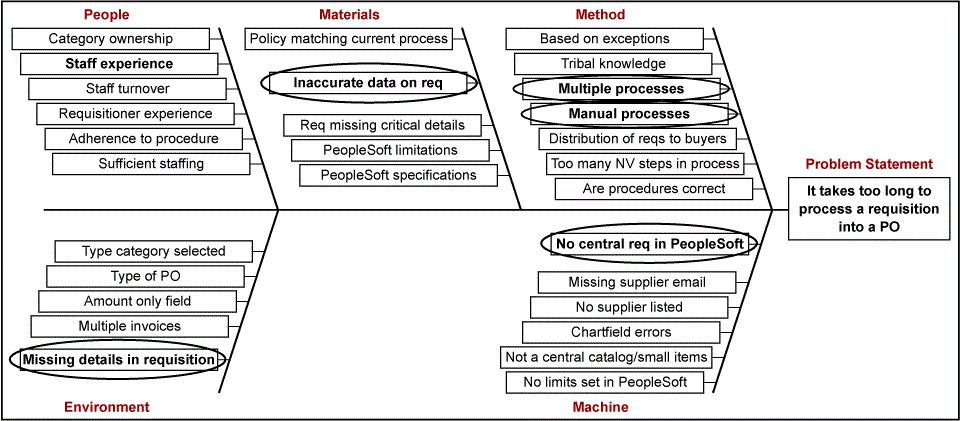 People
Category ownership
Staff experience
Staff turnover
Requisitioner experience
Adherence to procedure
Sufficient staffing
Materials
Policy matching current process
Inaccurate data on req
Req missing critical details
PeopleSoft limitations
PeopleSoft specifications
Method
Based on exceptions
Tribal knowledge
Multiple processes
Manual processes
Distribution of reqs to buyers
Too many NV steps in process
Are procedures correct
Problem Statement
It takes too long to
process a requisition
into a PO
Type category selected
Type of PO
Amount only field
Multiple invoices
Missing details in requisition
Environment
No central req in PeopleSoft
Missing supplier email
No supplier listed
Chartfield errors
Not a central catalog/small items
No limits set in PeopleSoft
Machine